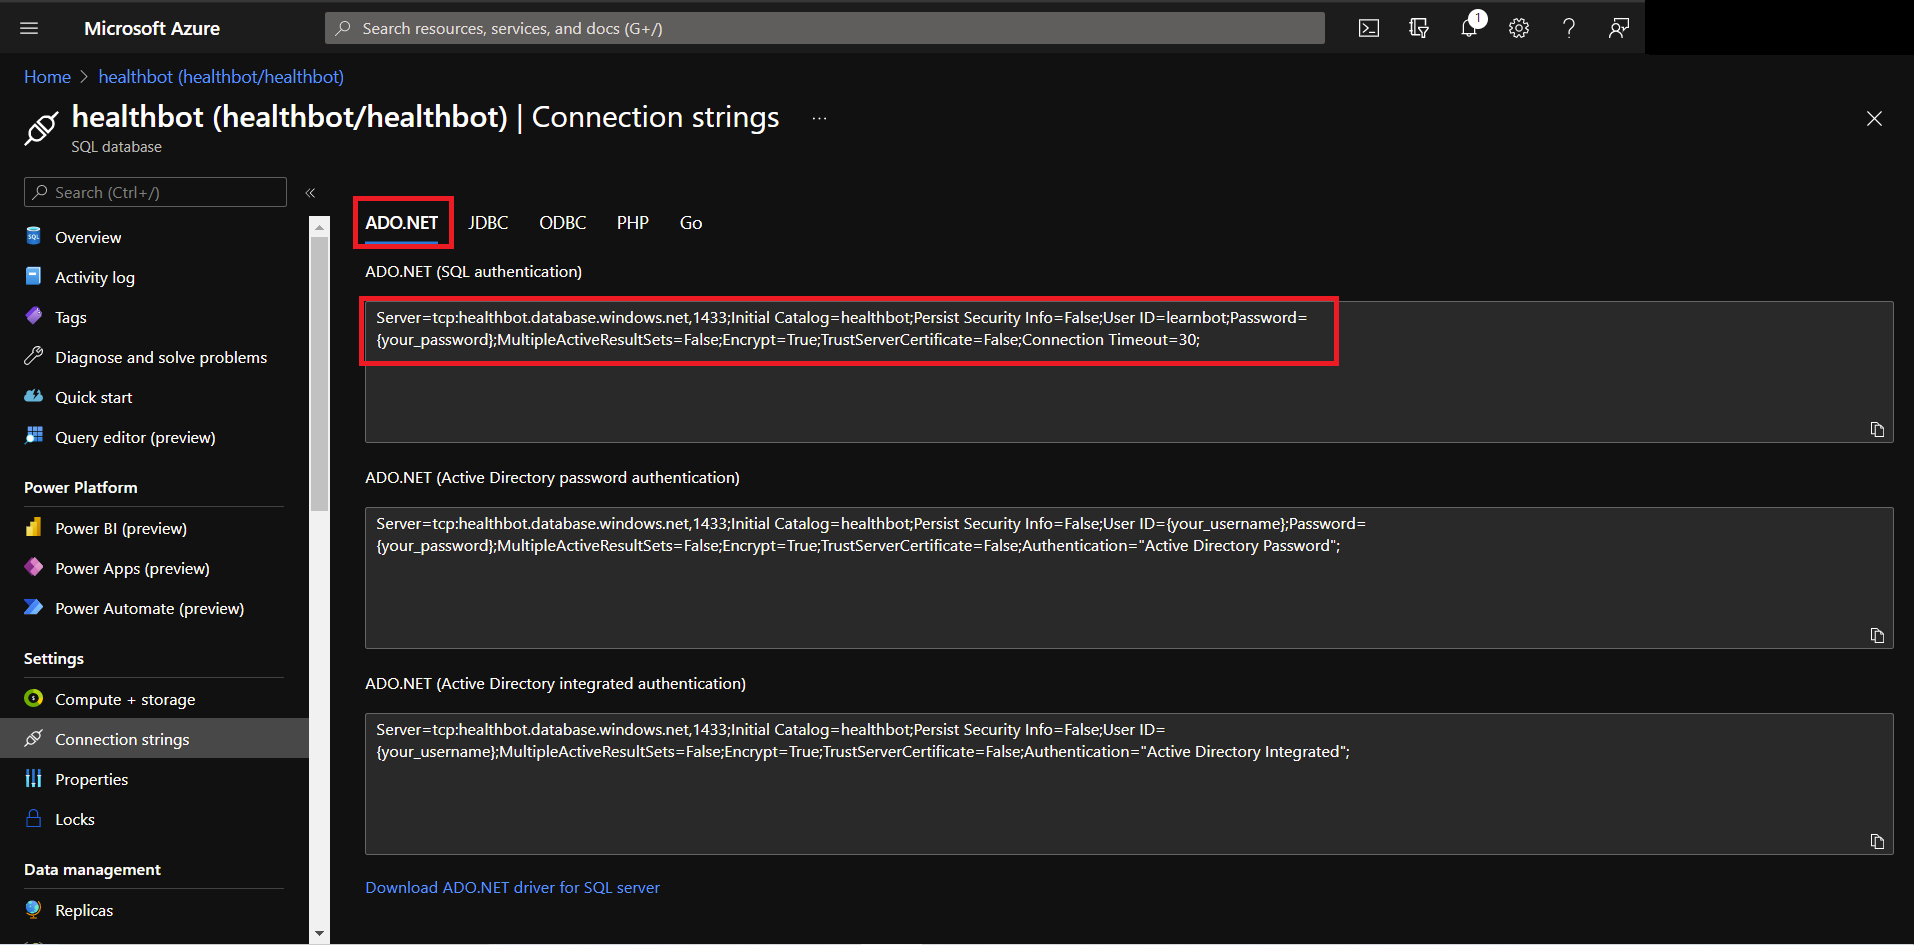 Microsoft Azure
Search resources, services, and docs (G+/)
1
Home > healthbot (healthbot/healthbot)
healthbot (healthbot/healthbot) | Connection strings ...
SQL database
Search (Ctrl+/)
«
Overview
Activity log
Tags
Diagnose and solve problems
Quick start
Query editor (preview)
Power Platform
Power BI (preview)
Power Apps (preview)
Power Automate (preview)
Settings
Compute + storage
Connection strings
Properties
Locks
Data management
Replicas
ADO.NET JDBC ODBC PHP Go
ADO.NET (SQL authentication)
Server=tcp:healthbot.database.windows.net,1433;Initial Catalog=healthbot;Persist Security Info=False;User ID=learnbot;Password=
{your_password};MultipleActiveResultSets=False;Encrypt=True;TrustServerCertificate=False;Connection Timeout=30;
ADO.NET (Active Directory password authentication)
Server=tcp:healthbot.database.windows.net,1433;Initial Catalog=healthbot;Persist Security Info=False;User ID={your_username};Password=
{your_password};MultipleActiveResultSets=False;Encrypt=True;TrustServerCertificate=False;Authentication="Active Directory Password";
ADO.NET (Active Directory integrated authentication)
Server=tcp:healthbot.database.windows.net,1433;Initial Catalog=healthbot;Persist Security Info=False;User ID=
{your_username};MultipleActiveResultSets=False;Encrypt=True;TrustServerCertificate=False;Authentication="Active Directory Integrated";
Download ADO.NET driver for SQL server